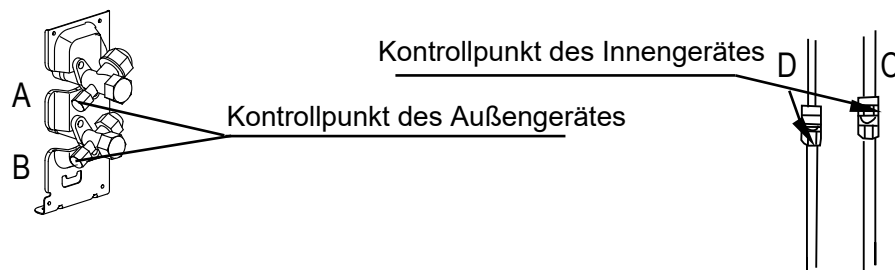 Kontrollpunkt des Innengerätes
D
C
A
Kontrollpunkt des Außengerätes
B